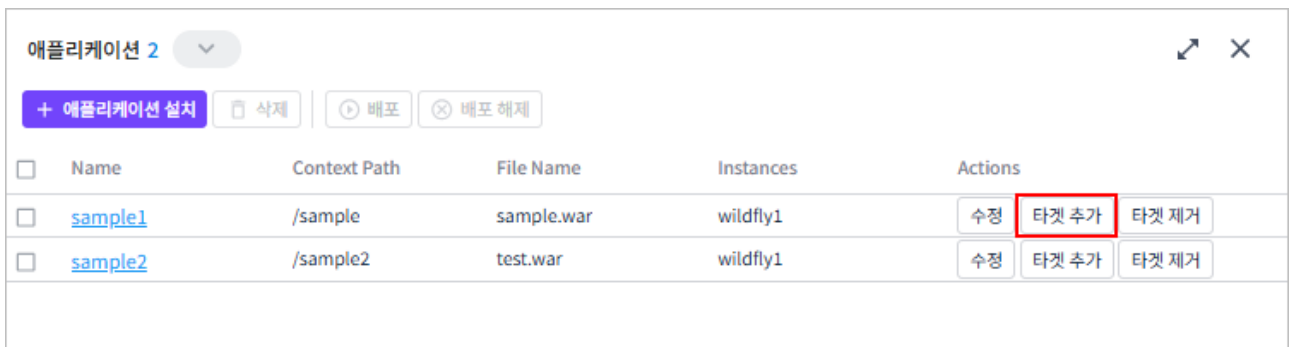 애플리케이션 2
+ 애플리케이션 설치 삭제 배포 배포 해제
Name Context Path File Name Instances Actions
sample1 /sample sample.war wildfly1 수정 타겟 추가 타겟 제거
sample2 /sample2 test.war wildfly1 수정 타겟 추가 타겟 제거